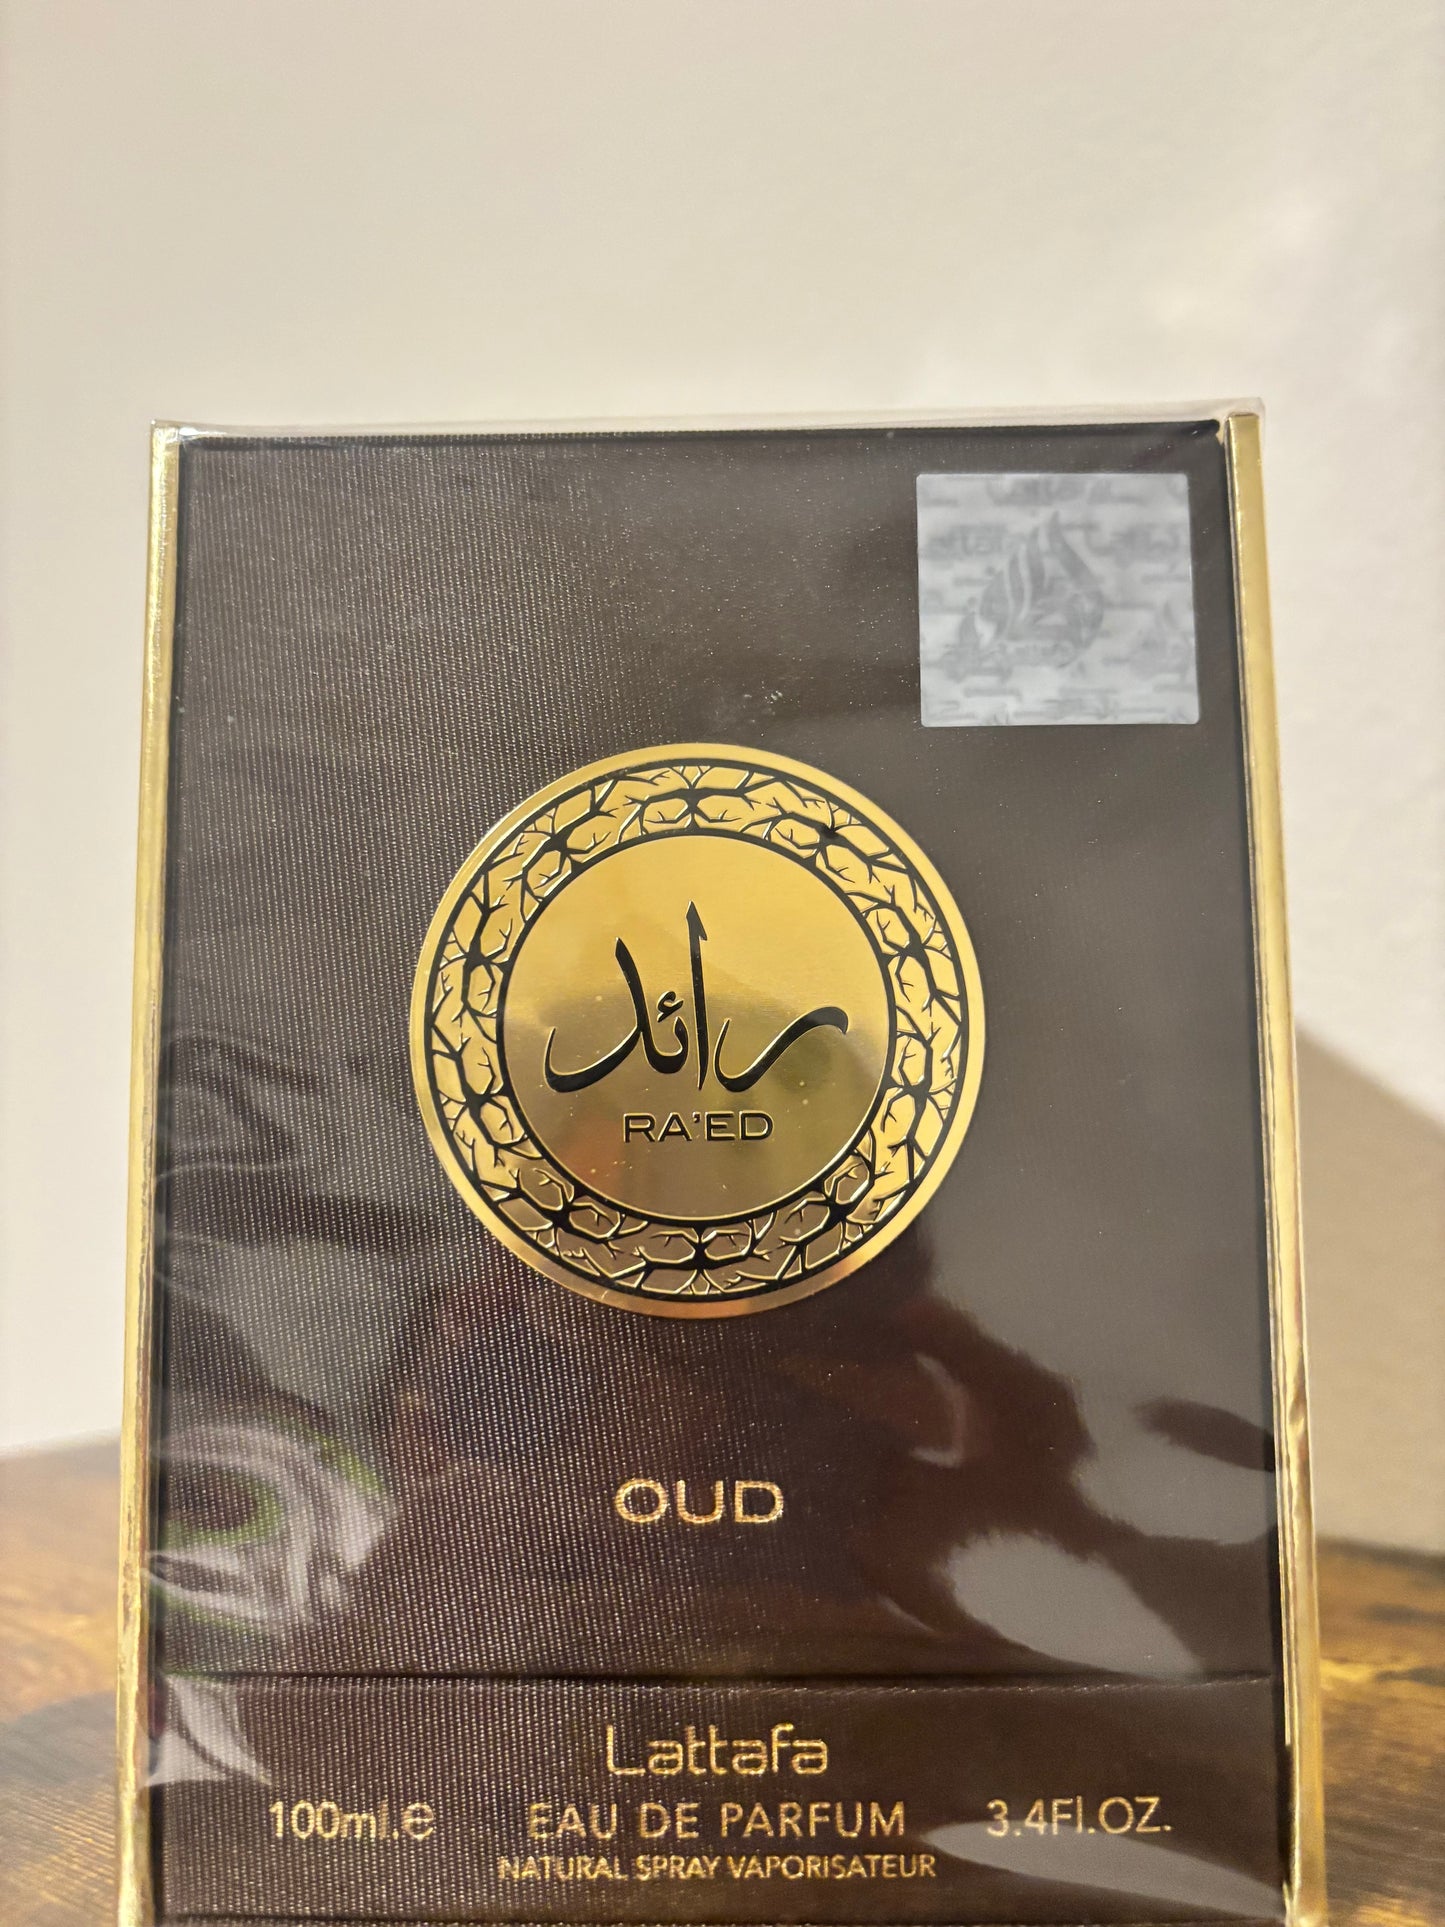 رائد
RA'ED
OUD
Lattafa
100ml.e EAU DE PARFUM 3.4Fl.OZ.
NATURAL SPRAY VAPORISATEUR